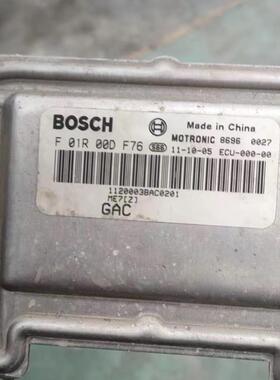 BOSCH
Made in China
MOTRONIC 8696 0027
F 01R 00D F76 666 11-10-05 ECU-000-00
1120003BAC0201
ME7[Z]
GAC